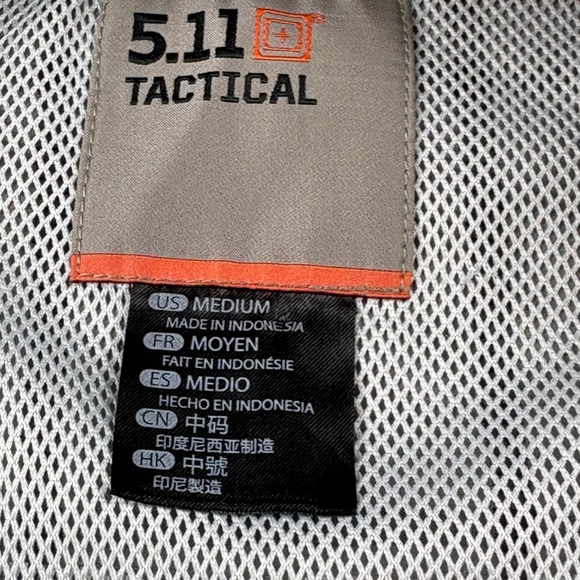 5.11®
TACTICAL
US MEDIUM
MADE IN INDONESIA
FR MOYEN
FAIT EN INDONÉSIE
ES MEDIO
HECHO EN INDONESIA
CN 中码
印度尼西亚制造
HK 中號
印尼製造